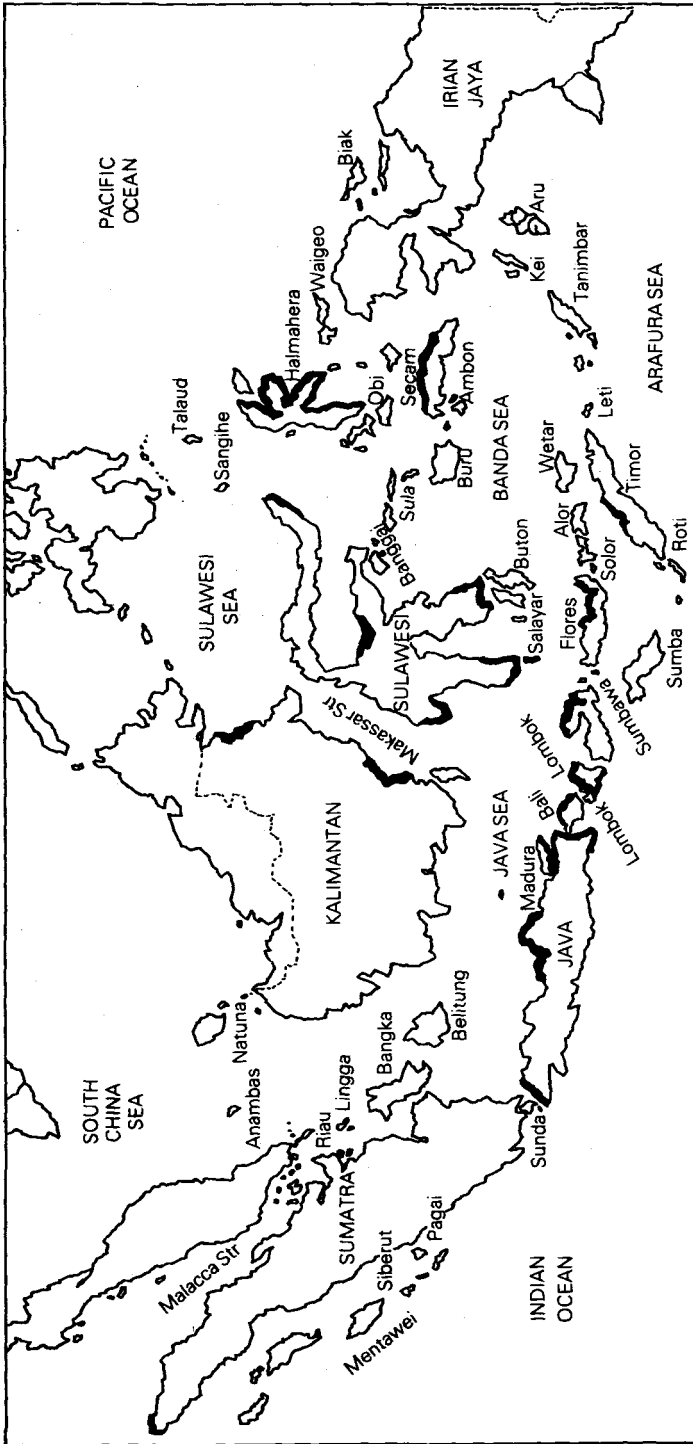 PACIFIC
OCEAN
SOUTH
CHINA
SEA
Talaud
Sangihe
SULAWESI
SEA
Halmahera
Waigeo
Biak
IRIAN
JAYA
Anambas
Natuna
Malacca Str
Riau
Lingga
SUMATRA
Bangka
Belitung
KALIMANTAN
Makassar Str
SULAWESI
Banggai
Sula
Obi
Secam
Buru
Ambon
Siberut
Pagai
Mentawei
BANDA SEA
Kei
Aru
Buton
Salayar
JAVA SEA
Sunda
Madura
JAVA
Bali
Lombok
Lombok
Sumbawa
Flores
Solor
Alor
Wetar
Leti
Tanimbar
Timor
Roti
Sumba
INDIAN
OCEAN
ARAFURA SEA